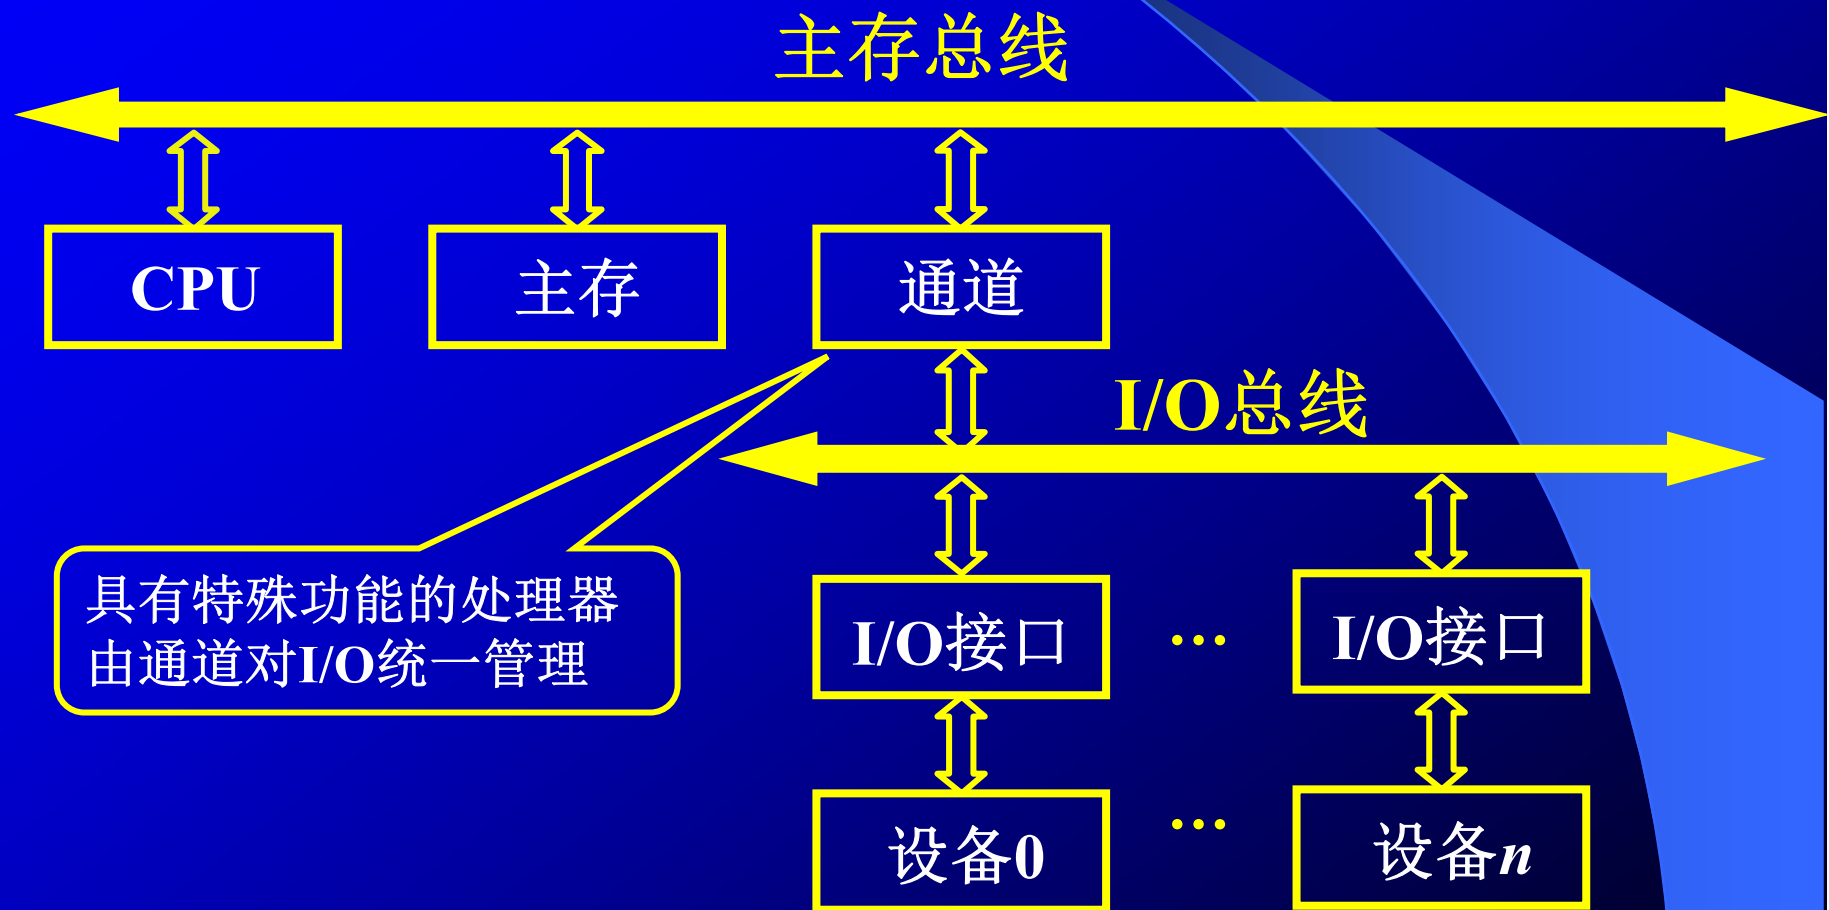 主存总线
CPU
主存
通道
I/O总线
具有特殊功能的处理器
由通道对I/O统一管理
I/O接口
…
I/O接口
设备0
…
设备n